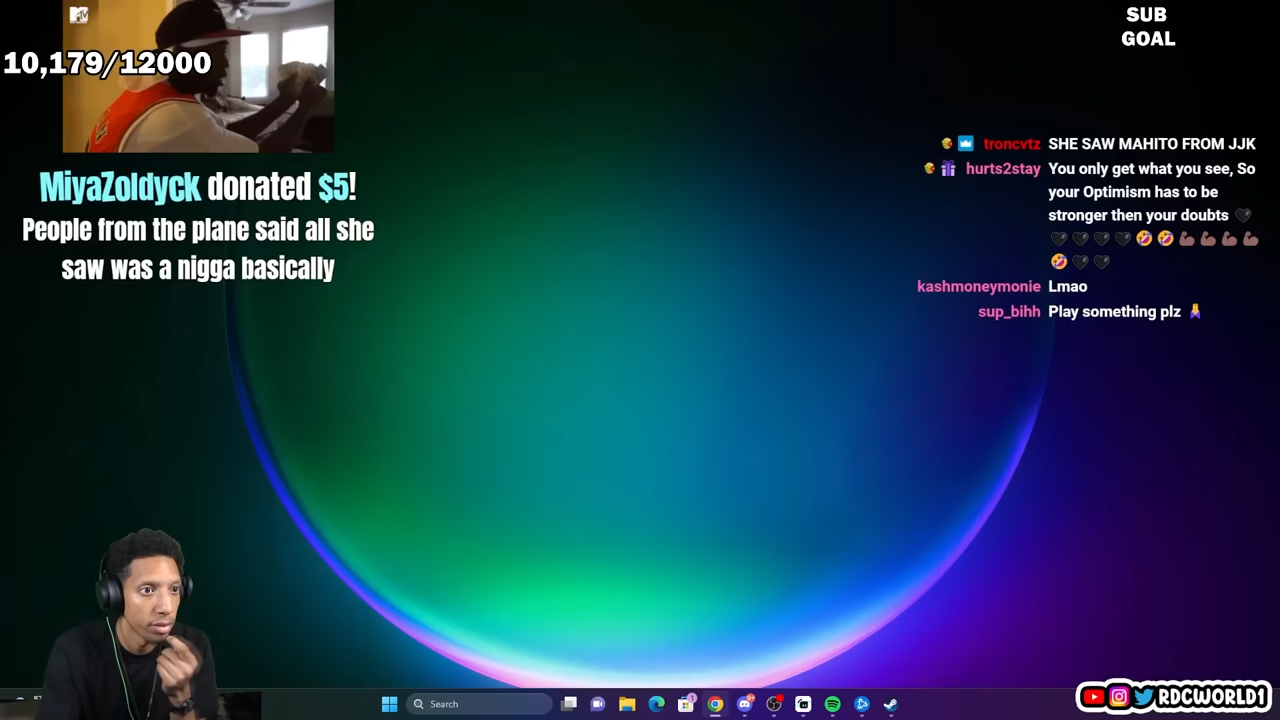 MTV
10,179/12000
MiyaZoldyck donated $5!
People from the plane said all she
saw was a nigga basically
SUB
GOAL
troncvtz SHE SAW MAHITO FROM JJK
hurts2stay You only get what you see, So
your Optimism has to be
stronger then your doubts 🖤
🖤🖤🖤🖤🤣🤣💪🏾💪🏾💪🏾💪🏾
🤣🖤🖤
kashmoneymonie Lmao
sup_bihh Play something plz 🙏
Search
RDCWORLD1